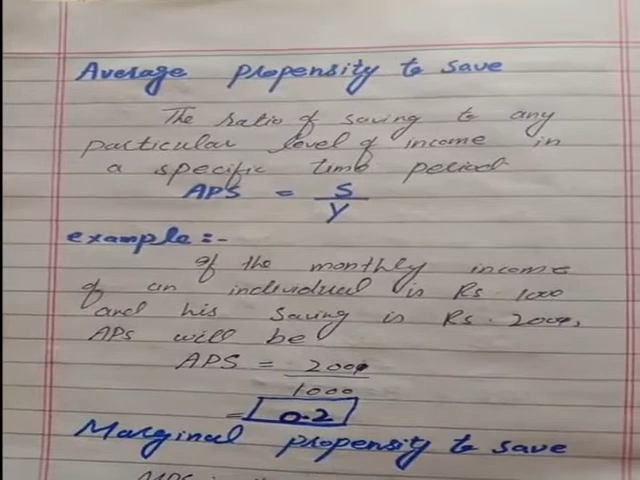 Average propensity to save
The ratio of saving to any
particular level of income in
a specific time period
APS = S
Y
example:-
If the monthly income
of an individual is Rs. 1000
and his saving is Rs. 200,
APS will be
APS = 200
1000
= 0.2
Marginal propensity to save